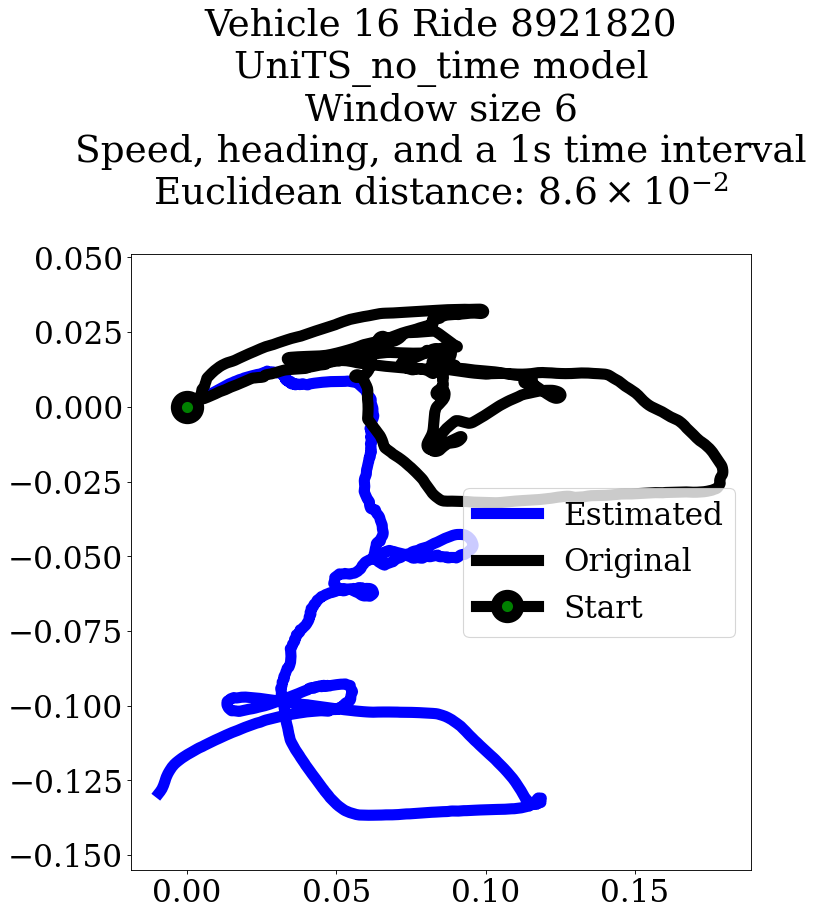 Vehicle 16 Ride 8921820
UniTS_no_time model
Window size 6
Speed, heading, and a 1s time interval
Euclidean distance: 8.6 × 10⁻²
0.050
0.025
0.000
−0.025
−0.050
−0.075
−0.100
−0.125
−0.150
Estimated
Original
Start
0.00 0.05 0.10 0.15